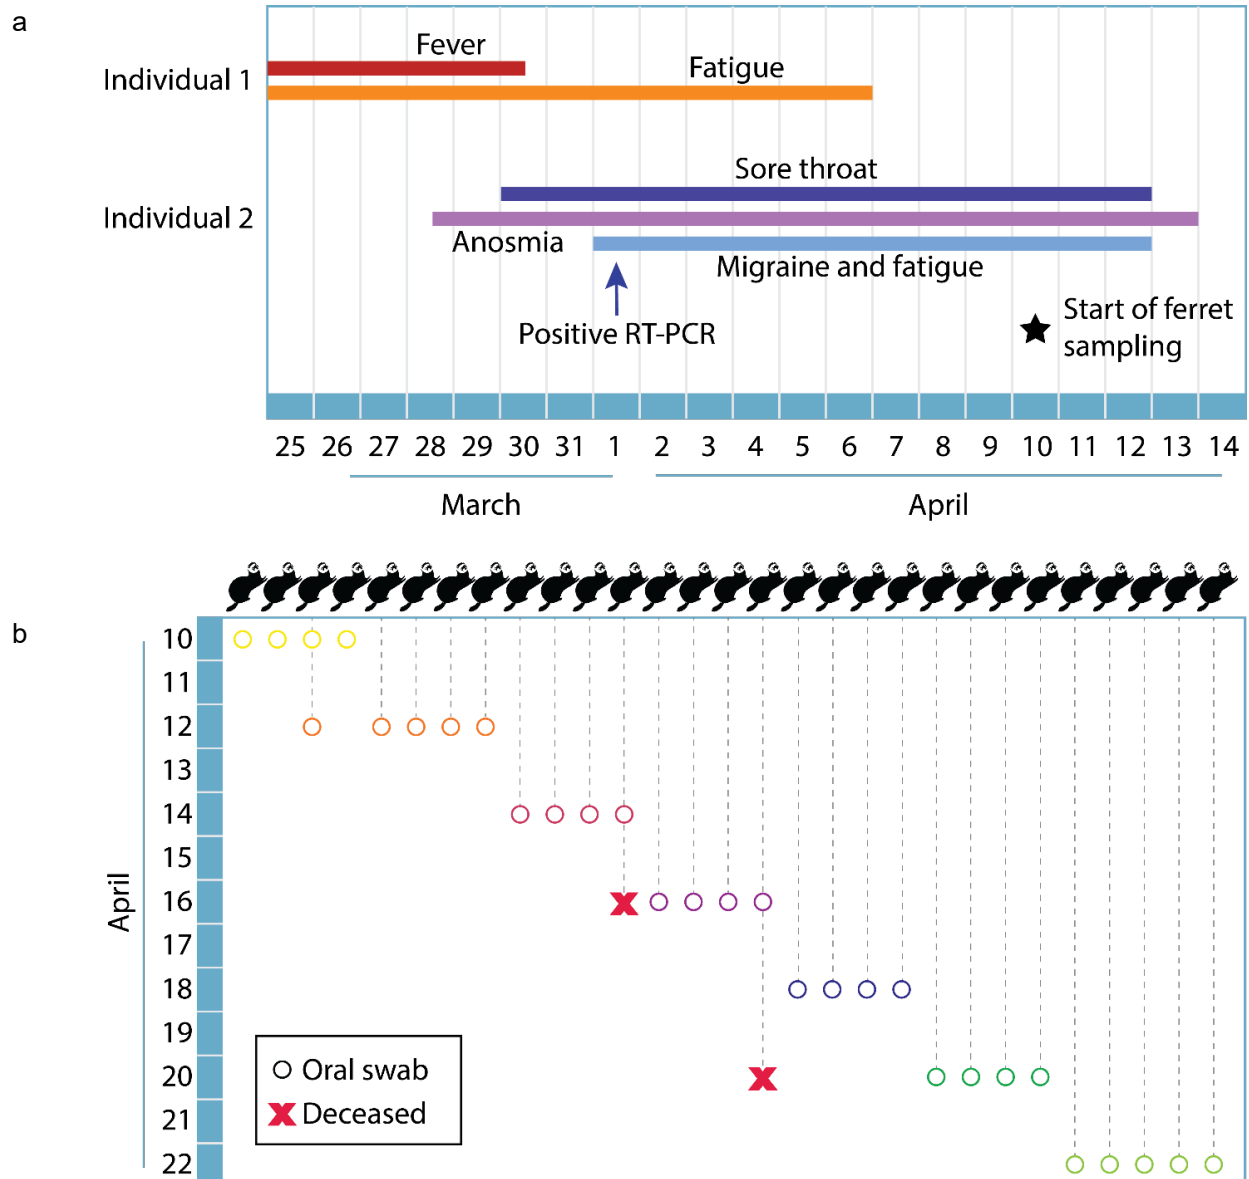 a
Fever
Individual 1
Fatigue
Sore throat
Individual 2
Anosmia
Migraine and fatigue
Positive RT-PCR
Start of ferret
sampling
25 26 27 28 29 30 31 1 2 3 4 5 6 7 8 9 10 11 12 13 14
March April
b
10
11
12
13
14
15
16
17
18
19
20
21
22
April
Oral swab
Deceased